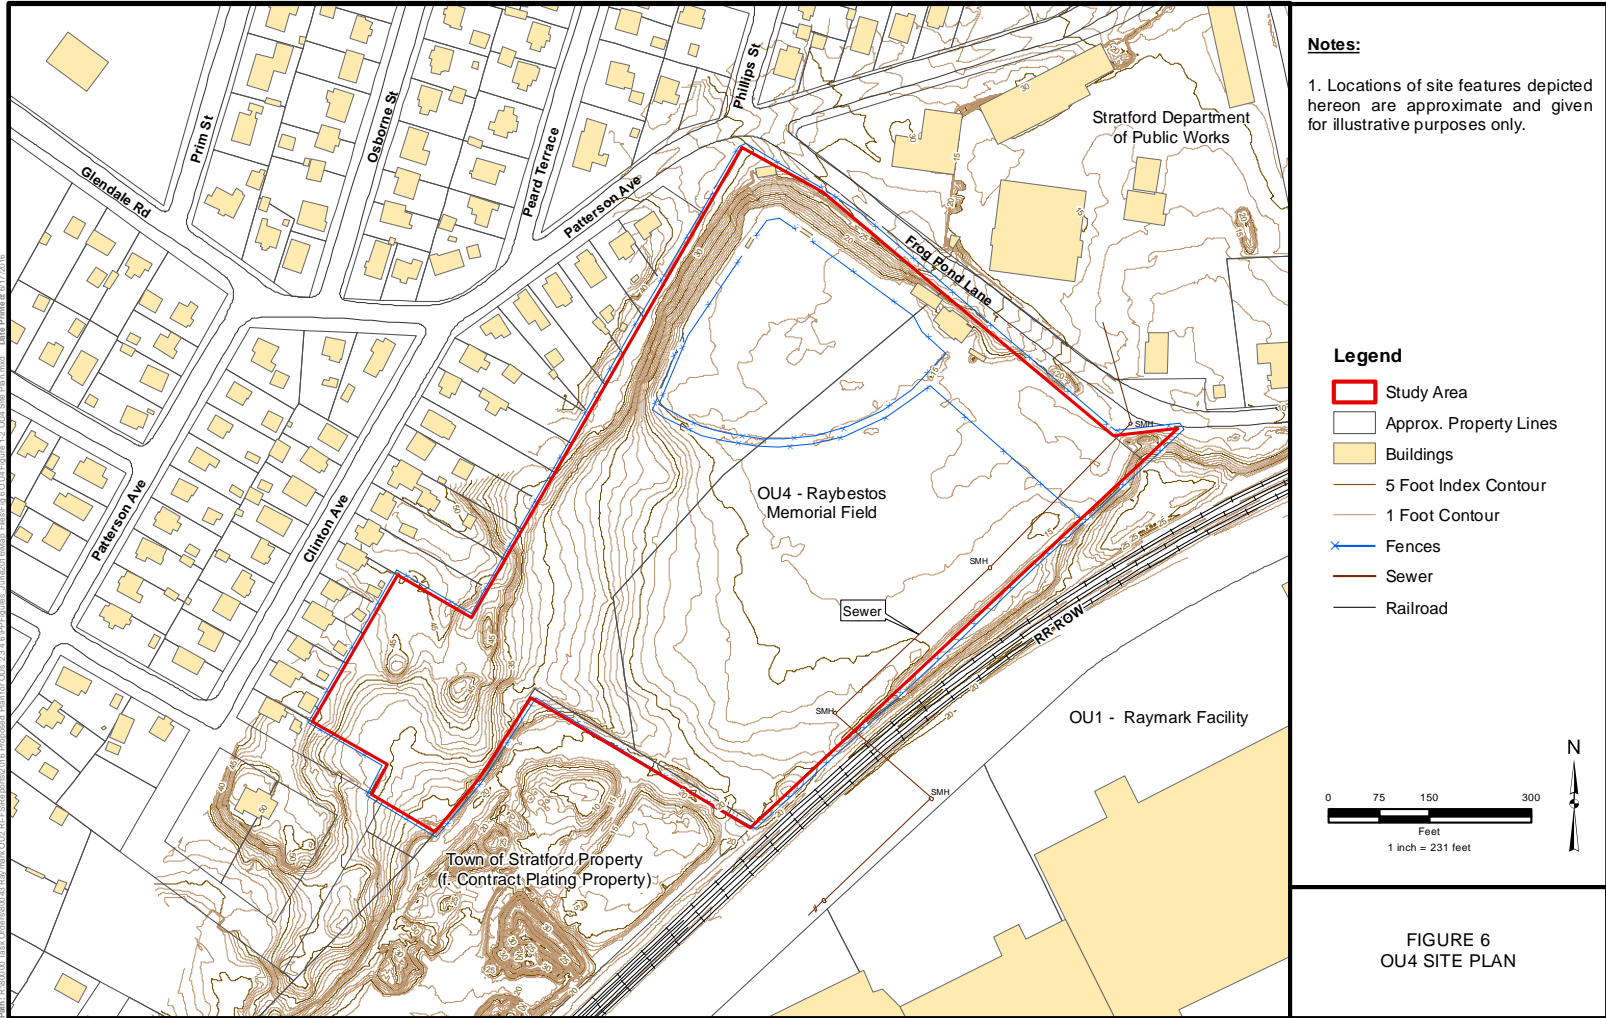 Notes:
1. Locations of site features depicted
hereon are approximate and given
for illustrative purposes only.
Legend
Study Area
Approx. Property Lines
Buildings
5 Foot Index Contour
1 Foot Contour
Fences
Sewer
Railroad
N
0 75 150 300
Feet
1 inch = 231 feet
FIGURE 6
OU4 SITE PLAN
Phillips St
Prim St
Osborne St
Peard Terrace
Glendale Rd
Patterson Ave
Stratford Department
of Public Works
Frog Pond Lane
SMH
OU4 - Raybestos
Memorial Field
Patterson Ave
Clinton Ave
SMH
Sewer
RR-ROW
SMH
OU1 - Raymark Facility
SMH
Town of Stratford Property
(f. Contract Plating Property)